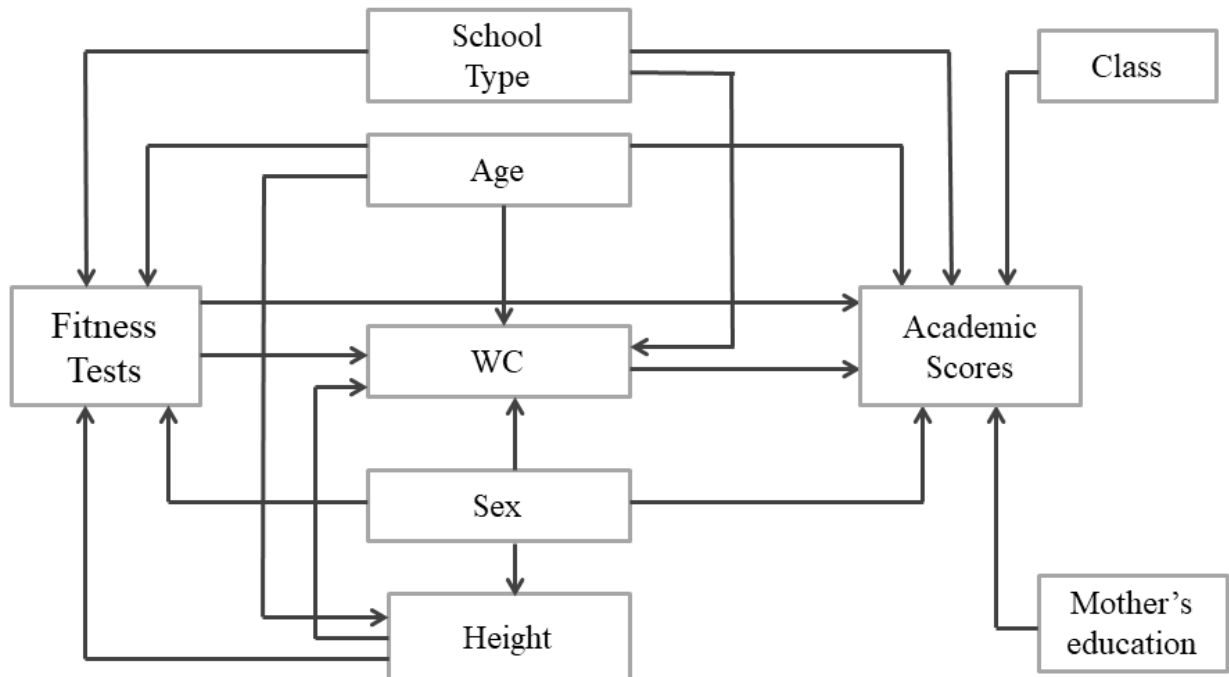 School
Type
Class
Age
Fitness
Tests
WC
Academic
Scores
Sex
Height
Mother’s
education